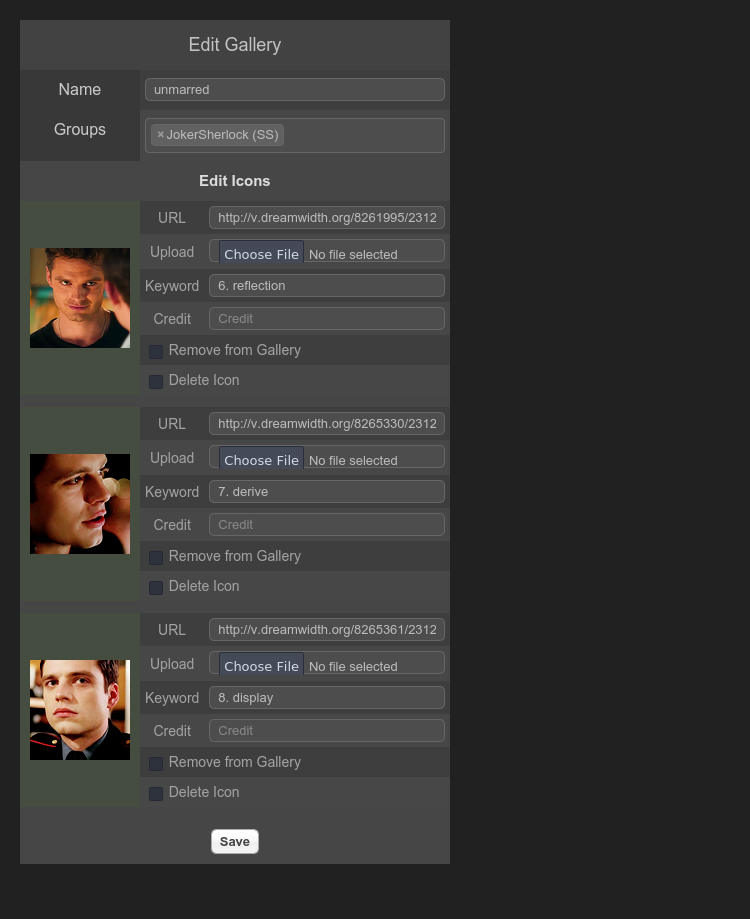 Edit Gallery
Name
unmarred
Groups
×JokerSherlock (SS)
Edit Icons
URL
http://v.dreamwidth.org/8261995/2312
Upload
Choose File No file selected
Keyword
6. reflection
Credit
Credit
Remove from Gallery
Delete Icon
URL
http://v.dreamwidth.org/8265330/2312
Upload
Choose File No file selected
Keyword
7. derive
Credit
Credit
Remove from Gallery
Delete Icon
URL
http://v.dreamwidth.org/8265361/2312
Upload
Choose File No file selected
Keyword
8. display
Credit
Credit
Remove from Gallery
Delete Icon
Save